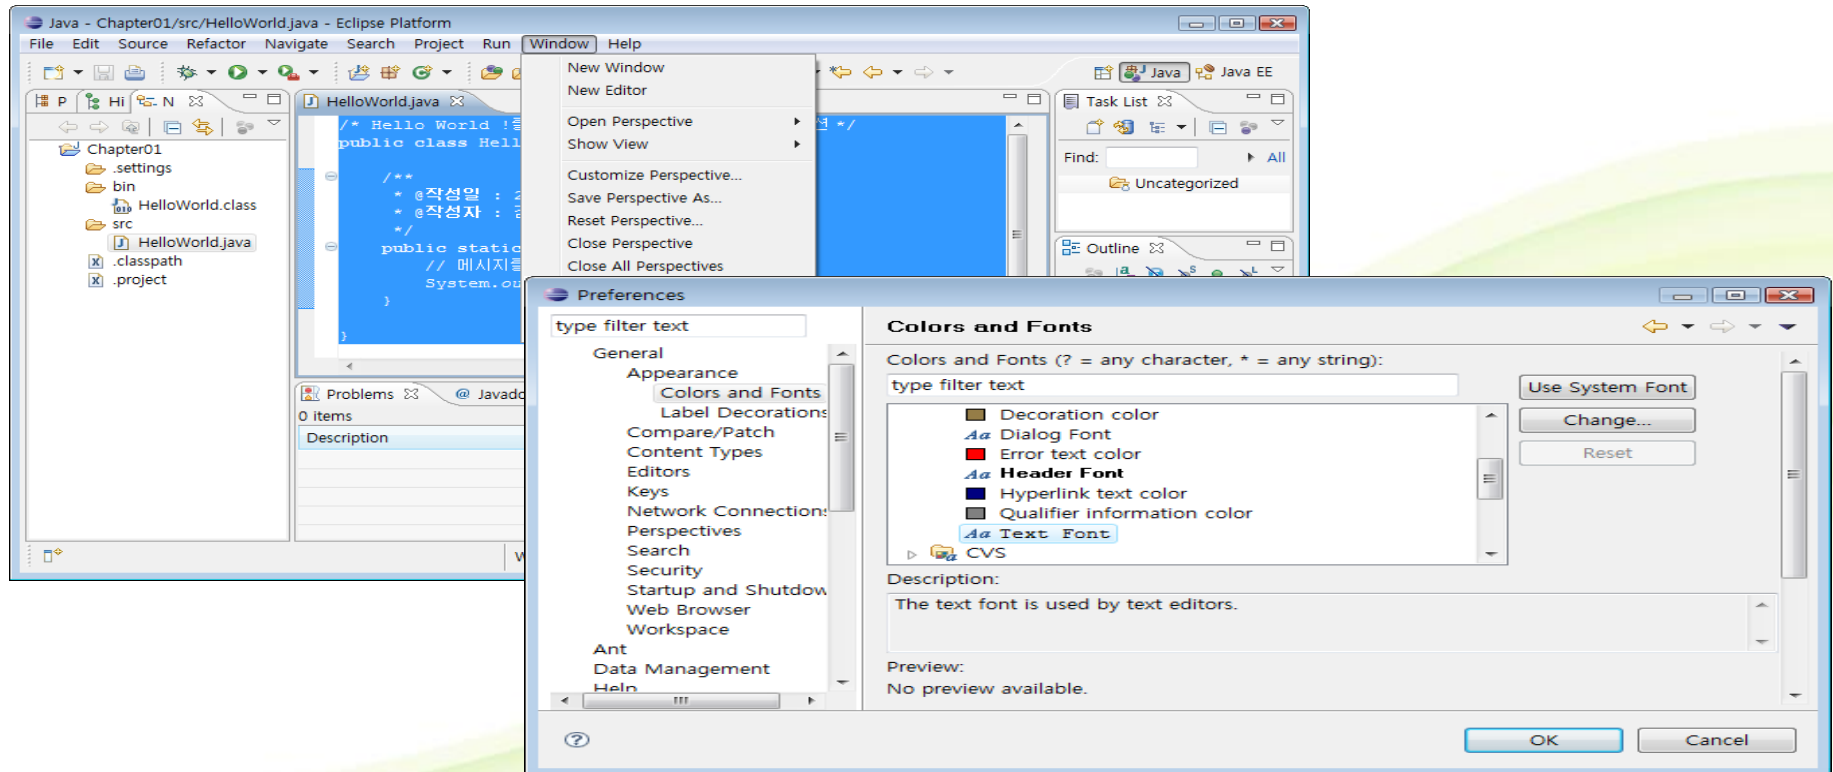 Java - Chapter01/src/HelloWorld.java - Eclipse Platform
File Edit Source Refactor Navigate Search Project Run Window Help
Java Java EE
P Hi N
Chapter01
.settings
bin
HelloWorld.class
src
HelloWorld.java
.classpath
.project
HelloWorld.java
/* Hello World ! */
public class Hell
/**
* @작성일 : 2
* @작성자 :
*/
public static
// 메시지를
System.ou
}
}
New Window
New Editor
Open Perspective
Show View
Customize Perspective...
Save Perspective As...
Reset Perspective...
Close Perspective
Close All Perspectives
Task List
Find: All
Uncategorized
Outline
Problems @ Javado
0 items
Description
W
Preferences
type filter text
General
Appearance
Colors and Fonts
Label Decorations
Compare/Patch
Content Types
Editors
Keys
Network Connections
Perspectives
Search
Security
Startup and Shutdow
Web Browser
Workspace
Ant
Data Management
Help
Colors and Fonts
Colors and Fonts (? = any character, * = any string):
type filter text
Use System Font
Change...
Reset
Decoration color
Aa Dialog Font
Error text color
Aa Header Font
Hyperlink text color
Qualifier information color
Aa Text Font
CVS
Description:
The text font is used by text editors.
Preview:
No preview available.
OK Cancel